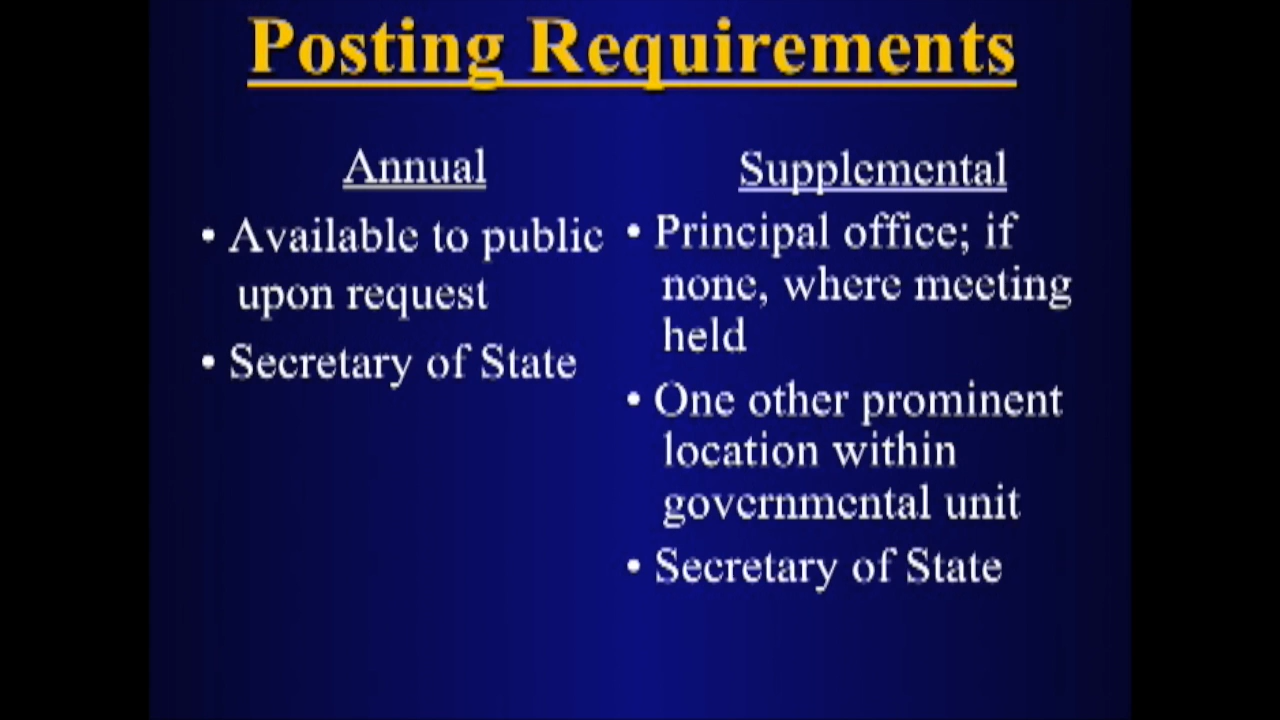 Posting Requirements
Annual
• Available to public
upon request
• Secretary of State
Supplemental
• Principal office; if
none, where meeting
held
• One other prominent
location within
governmental unit
• Secretary of State